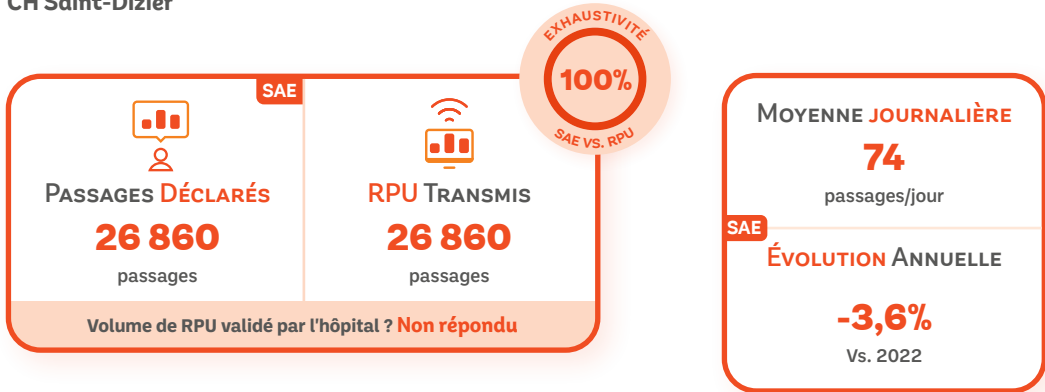 CH Saint-Dizier
EXHAUSTIVITÉ
100%
SAE VS. RPU
SAE
PASSAGES DÉCLARÉS
26 860
passages
RPU TRANSMIS
26 860
passages
Volume de RPU validé par l'hôpital ? Non répondu
MOYENNE JOURNALIÈRE
74
passages/jour
SAE
ÉVOLUTION ANNUELLE
-3,6%
Vs. 2022